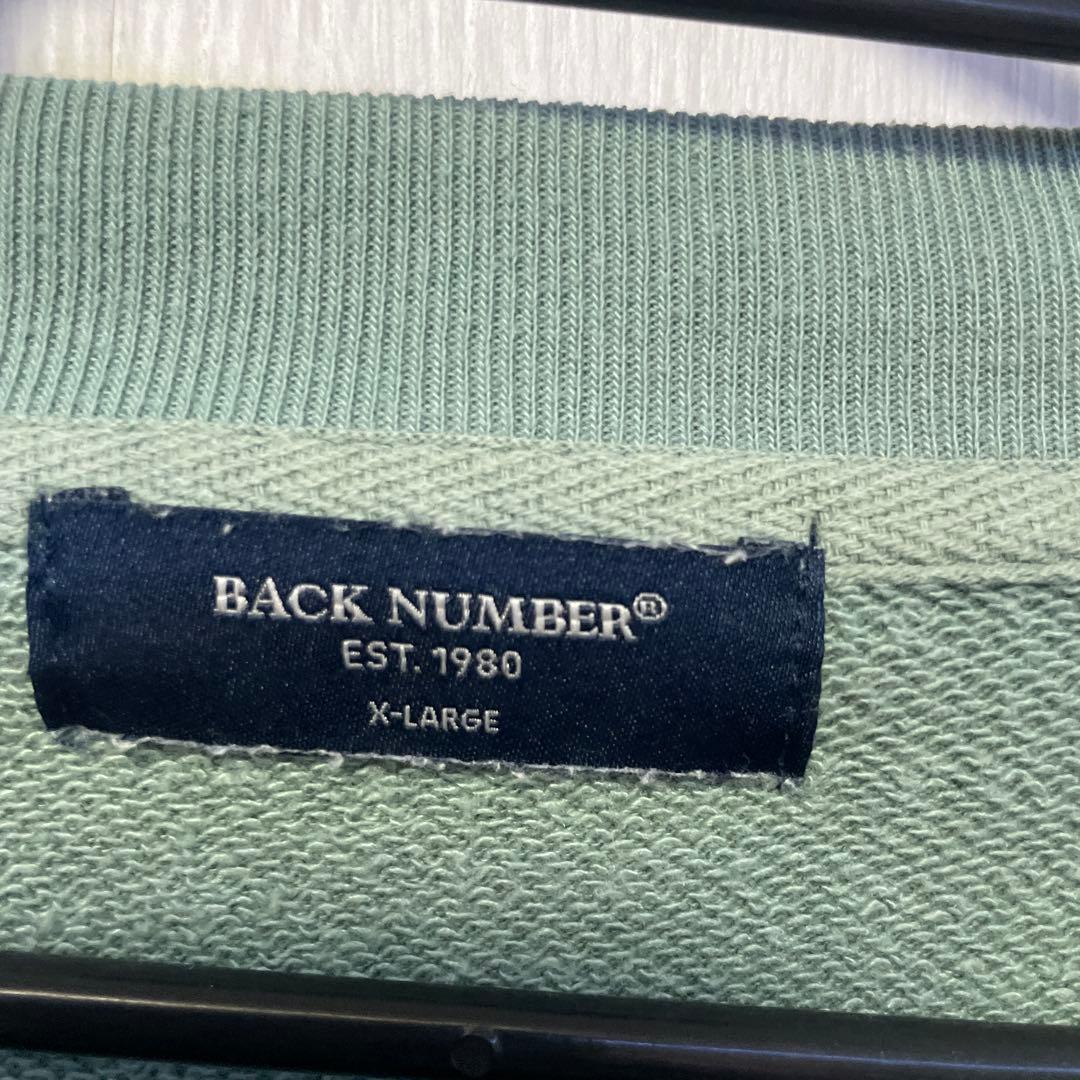 BACK NUMBER®
EST. 1980
X-LARGE